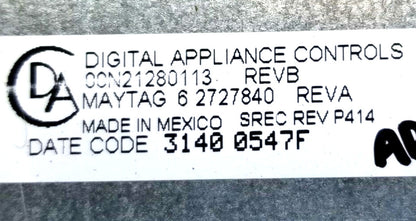 DA
DIGITAL APPLIANCE CONTROLS
CCN21280113 REVB
MAYTAG 6 2727840 REVA
MADE IN MEXICO SREC REV P414
DATE CODE 3140 0547F